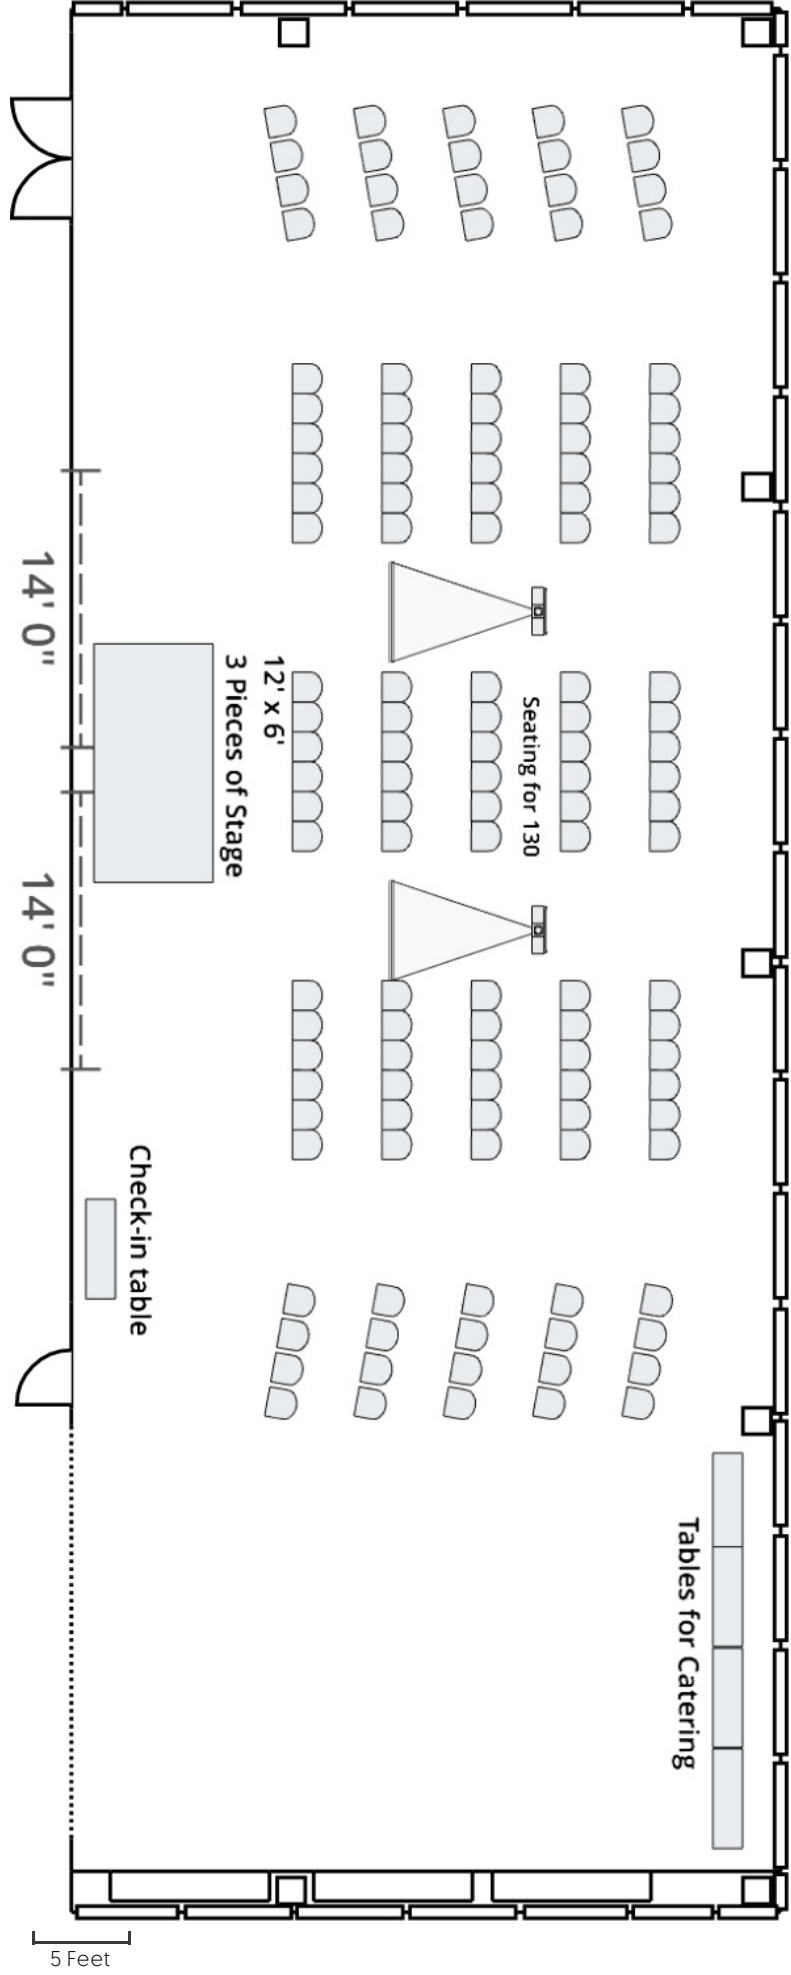 14' 0"
12' x 6'
3 Pieces of Stage
Seating for 130
14' 0"
Check-in table
Tables for Catering
5 Feet